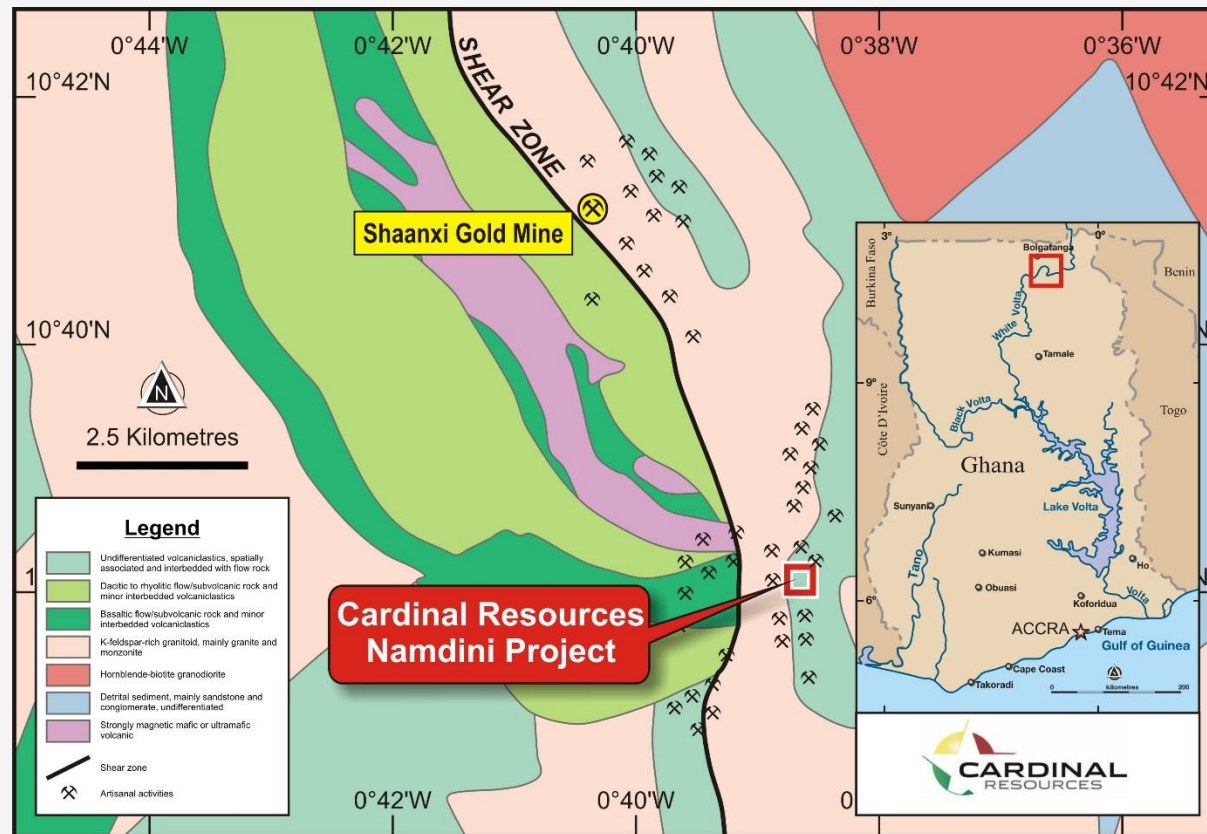 0°44'W
0°42'W
0°40'W
0°38'W
0°36'W
10°42'N
10°42'N
SHEAR ZONE
Shaanxi Gold Mine
10°40'N
N
2.5 Kilometres
Legend
Undifferentiated volcaniclastics, spatially
associated and interbedded with flow rock
Dacitic to rhyolitic flow/subvolcanic rock and
minor interbedded volcaniclastics
Basaltic flow/subvolcanic rock and minor
interbedded volcaniclastics
K-feldspar-rich granitoid, mainly granite and
monzonite
Hornblende-biotite granodiorite
Detrital sediment, mainly sandstone and
conglomerate, undifferentiated
Strongly magnetic mafic or ultramafic
volcanic
Shear zone
Artisanal activities
Cardinal Resources
Namdini Project
0°42'W
0°40'W
3°
0°
Burkina Faso
Bolgatanga
Benin
White Volta
Tamale
9°
Black Volta
Togo
Côte D'Ivoire
Ghana
Sunyani
Lake Volta
Tano
Kumasi
Ho
Obuasi
6°
Koforidua
Volta
ACCRA
Tema
Gulf of Guinea
Cape Coast
Takoradi
kilometres
0
200
CARDINAL
RESOURCES